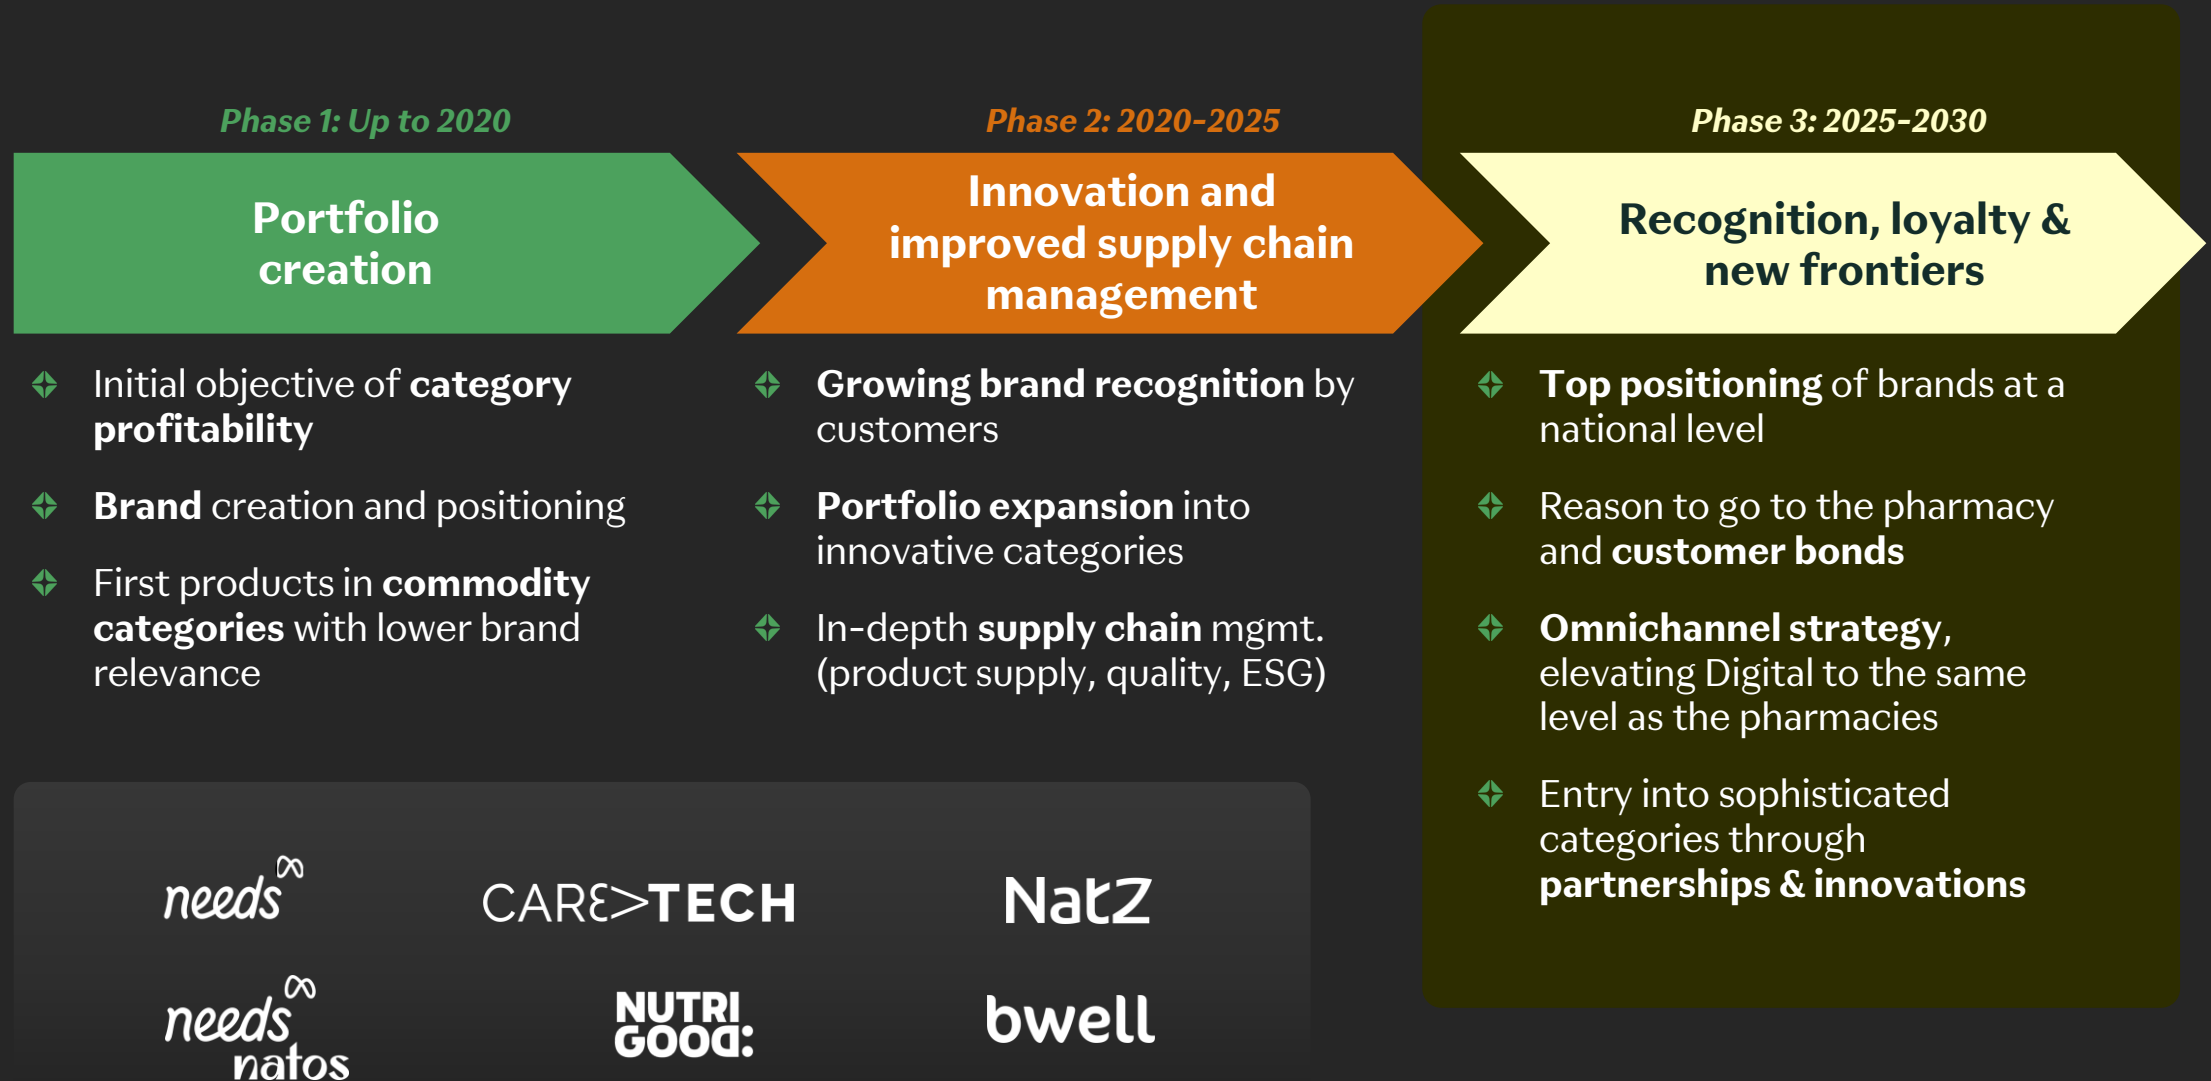 Phase 1: Up to 2020
Portfolio
creation
Initial objective of category
profitability
Brand creation and positioning
First products in commodity
categories with lower brand
relevance
Phase 2: 2020-2025
Innovation and
improved supply chain
management
Growing brand recognition by
customers
Portfolio expansion into
innovative categories
In-depth supply chain mgmt.
(product supply, quality, ESG)
Phase 3: 2025-2030
Recognition, loyalty &
new frontiers
Top positioning of brands at a
national level
Reason to go to the pharmacy
and customer bonds
Omnichannel strategy,
elevating Digital to the same
level as the pharmacies
Entry into sophisticated
categories through
partnerships & innovations
needs
CARE>TECH
Natz
needs
natos
NUTRI
GOOD:
bwell